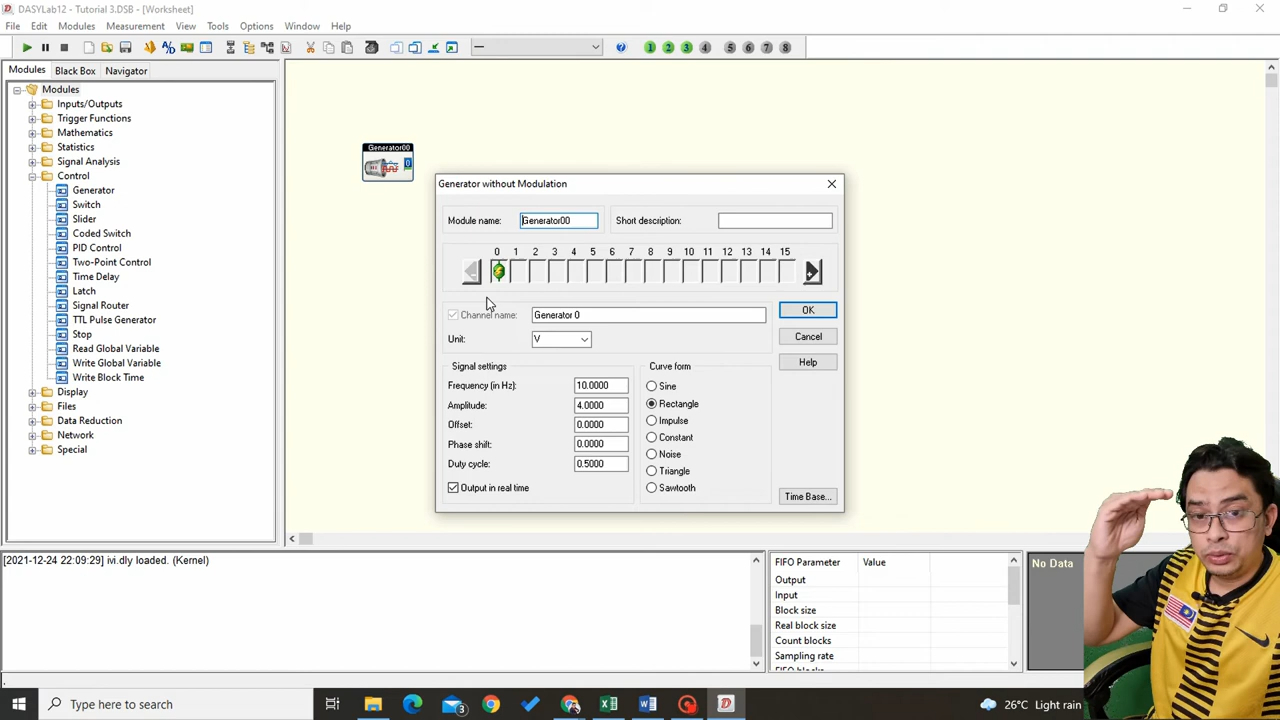 DASYLab12 - Tutorial 3.DSB - [Worksheet]
File Edit Modules Measurement View Tools Options Window Help
1 2 3 4 5 6 7 8
Modules Black Box Navigator
Modules
Inputs/Outputs
Trigger Functions
Mathematics
Statistics
Signal Analysis
Control
Generator
Switch
Slider
Coded Switch
PID Control
Two-Point Control
Time Delay
Latch
Signal Router
TTL Pulse Generator
Stop
Read Global Variable
Write Global Variable
Write Block Time
Display
Files
Data Reduction
Network
Special
Generator00
0
Generator without Modulation
Module name: Generator00 Short description:
0 1 2 3 4 5 6 7 8 9 10 11 12 13 14 15
Channel name: Generator 0
Unit: V
OK
Cancel
Help
Signal settings
Frequency (in Hz): 10.0000
Amplitude: 4.0000
Offset: 0.0000
Phase shift: 0.0000
Duty cycle: 0.5000
Output in real time
Curve form
Sine
Rectangle
Impulse
Constant
Noise
Triangle
Sawtooth
Time Base...
[2021-12-24 22:09:29] ivi.dly loaded. (Kernel)
FIFO Parameter Value
Output
Input
Block size
Real block size
Count blocks
Sampling rate
No Data
Type here to search
3
26°C Light rain